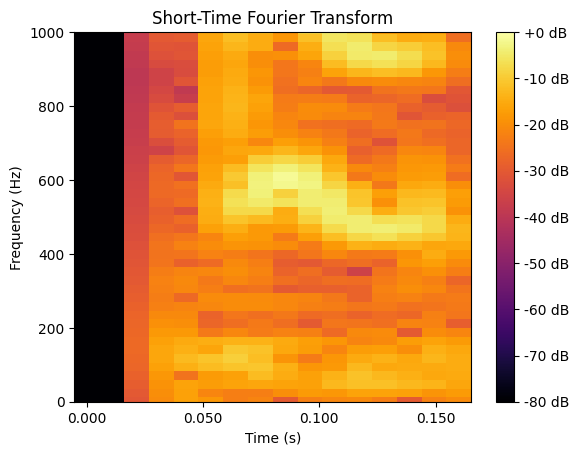 Short-Time Fourier Transform
1000
800
600
400
200
0
Frequency (Hz)
0.000
0.050
0.100
0.150
Time (s)
+0 dB
-10 dB
-20 dB
-30 dB
-40 dB
-50 dB
-60 dB
-70 dB
-80 dB